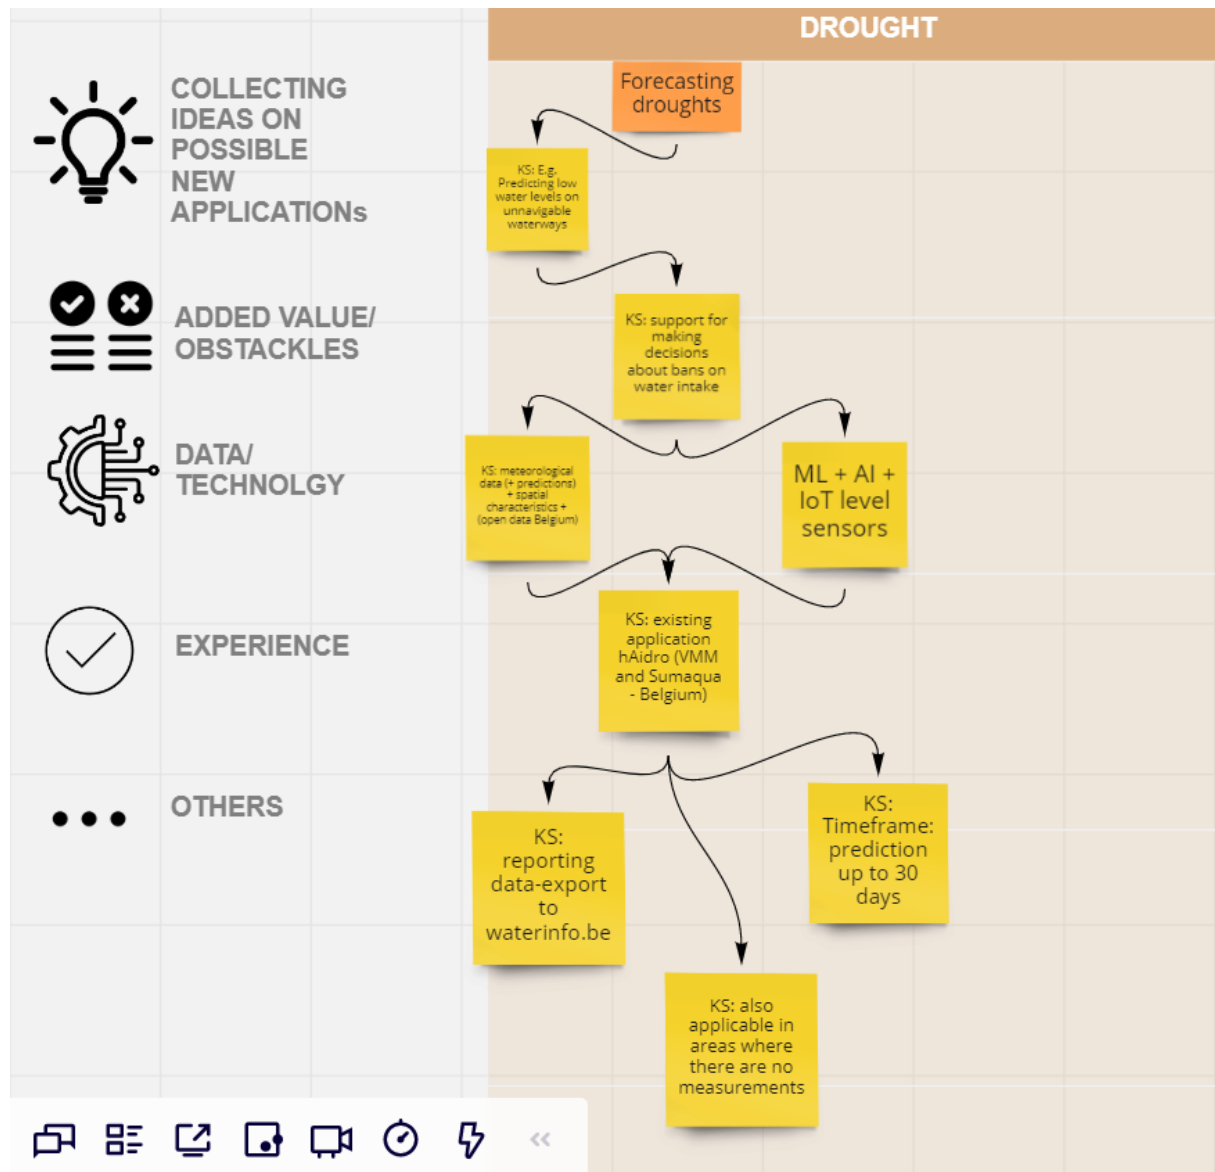 DROUGHT
COLLECTING
IDEAS ON
POSSIBLE
NEW
APPLICATIONs
Forecasting
droughts
KS: E.g.
Predicting low
water levels on
unnavigable
waterways
ADDED VALUE/
OBSTACKLES
KS: support for
making
decisions
about bans on
water intake
DATA/
TECHNOLGY
KS: meteorological
data (+ predictions)
+ spatial
characteristics +
(open data Belgium)
ML + AI +
IoT level
sensors
EXPERIENCE
KS: existing
application
hAidro (VMM
and Sumaqua
- Belgium)
OTHERS
KS:
reporting
data-export
to
waterinfo.be
KS: also
applicable in
areas where
there are no
measurements
KS:
Timeframe:
prediction
up to 30
days